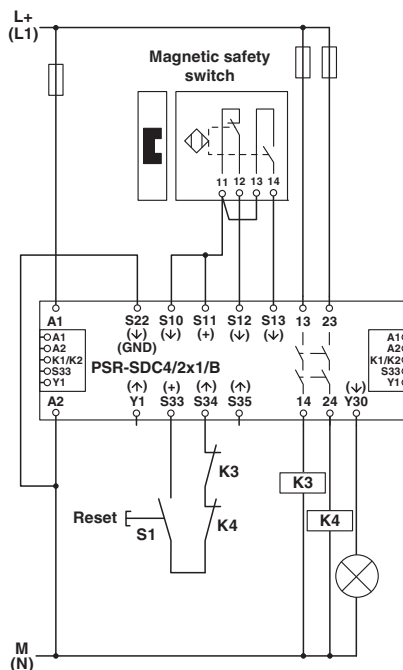 L+
(L1)
Magnetic safety
switch
11 12 13 14
A1 S22 S10 S11 S12 S13 13 23
(↓) (↓) (+) (↓) (↓)
(GND)
A1
A2
K1/K2
S33
Y1
PSR-SDC4/2x1/B
A1
A2
K1/K2
S33
Y1
(↑) (+) (↑) (↑) (↓)
A2 Y1 S33 S34 S35 14 24 Y30
K3
K4
Reset
S1
K3
K4
M
(N)